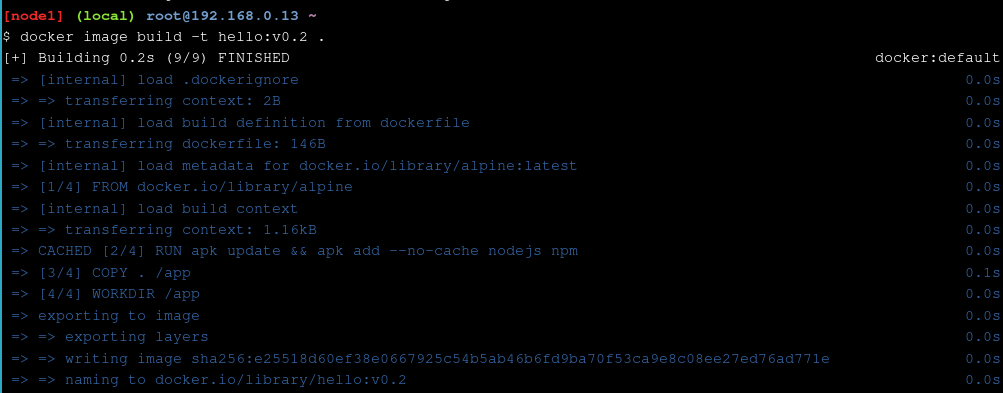 [node1] (local) root@192.168.0.13 ~
$ docker image build -t hello:v0.2 .
[+] Building 0.2s (9/9) FINISHED docker:default
=> [internal] load .dockerignore 0.0s
=> => transferring context: 2B 0.0s
=> [internal] load build definition from dockerfile 0.0s
=> => transferring dockerfile: 146B 0.0s
=> [internal] load metadata for docker.io/library/alpine:latest 0.0s
=> [1/4] FROM docker.io/library/alpine 0.0s
=> [internal] load build context 0.0s
=> => transferring context: 1.16kB 0.0s
=> CACHED [2/4] RUN apk update && apk add --no-cache nodejs npm 0.0s
=> [3/4] COPY . /app 0.1s
=> [4/4] WORKDIR /app 0.0s
=> exporting to image 0.0s
=> => exporting layers 0.0s
=> => writing image sha256:e25518d60ef38e0667925c54b5ab46b6fd9ba70f53ca9e8c08ee27ed76ad771e 0.0s
=> => naming to docker.io/library/hello:v0.2 0.0s